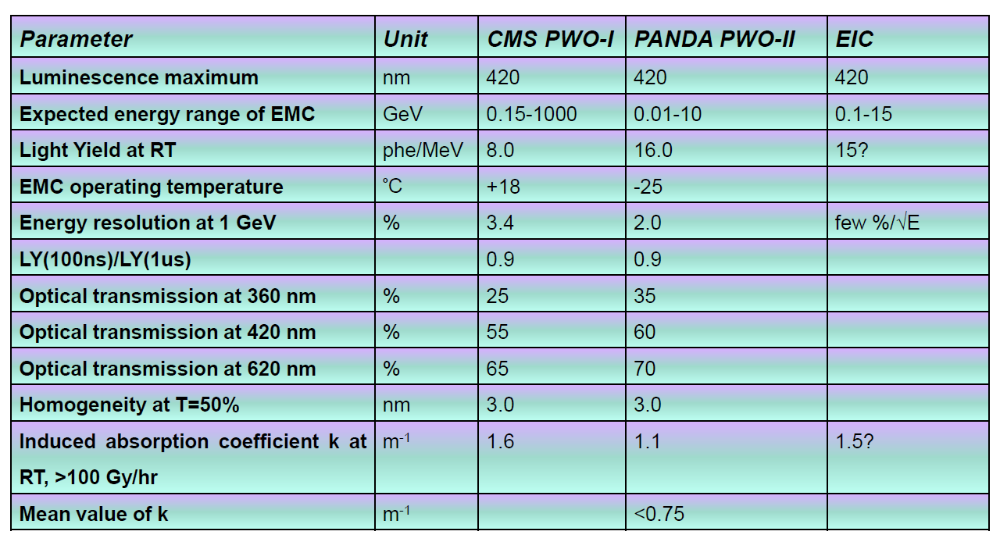 Parameter Unit CMS PWO-I PANDA PWO-II EIC
Luminescence maximum nm 420 420 420
Expected energy range of EMC GeV 0.15-1000 0.01-10 0.1-15
Light Yield at RT phe/MeV 8.0 16.0 15?
EMC operating temperature °C +18 -25
Energy resolution at 1 GeV % 3.4 2.0 few %/√E
LY(100ns)/LY(1us) 0.9 0.9
Optical transmission at 360 nm % 25 35
Optical transmission at 420 nm % 55 60
Optical transmission at 620 nm % 65 70
Homogeneity at T=50% nm 3.0 3.0
Induced absorption coefficient k at m⁻¹ 1.6 1.1 1.5?
RT, >100 Gy/hr
Mean value of k m⁻¹ <0.75